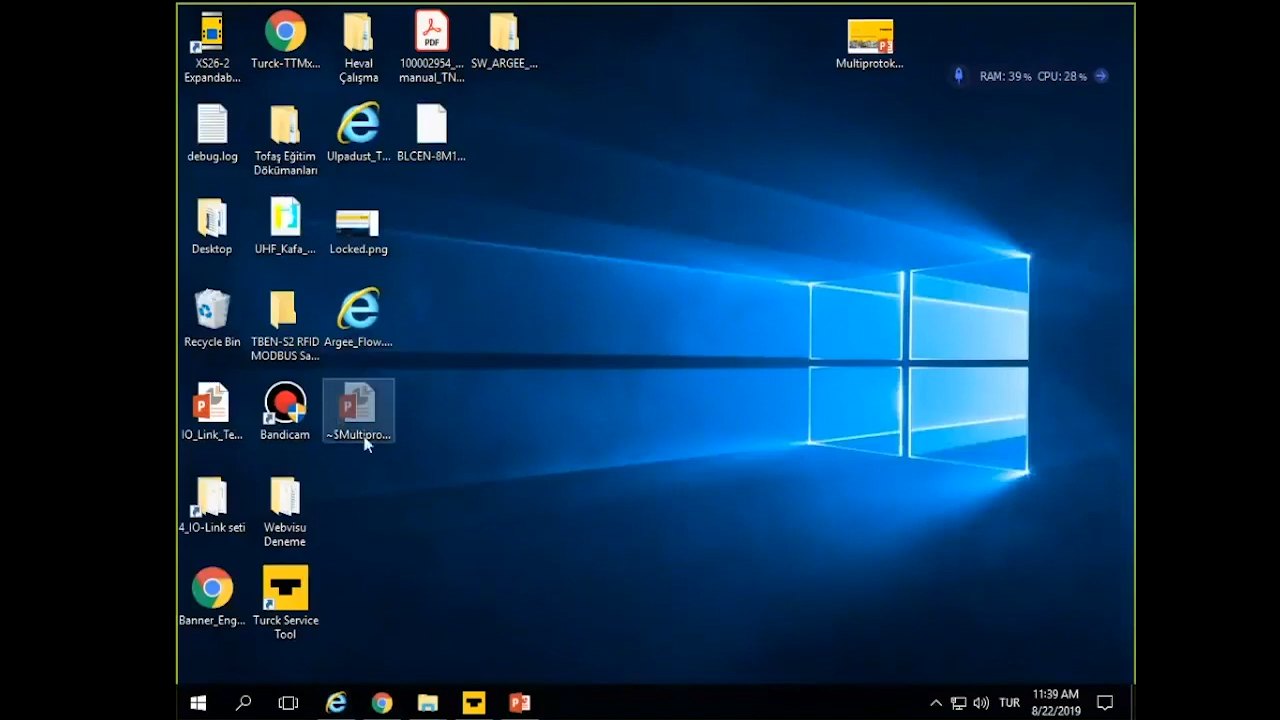 XS26-2
Expandab...
Turck-TTMx...
Heval
Çalışma
PDF
100002954_...
manual_TN...
SW_ARGEE_...
Multiprotok...
RAM: 39 % CPU: 28 %
debug.log
Tofaş Eğitim
Dökümanları
Ulpadust_T...
BLCEN-8M1...
Desktop
UHF_Kafa_...
Locked.png
Recycle Bin
TBEN-S2 RFID
MODBUS Sa...
Argee_Flow....
IO_Link_Te...
Bandicam
~$Multipro...
4_IO-Link seti
Webvisu
Deneme
Banner_Eng...
Turck Service
Tool
TUR
11:39 AM
8/22/2019